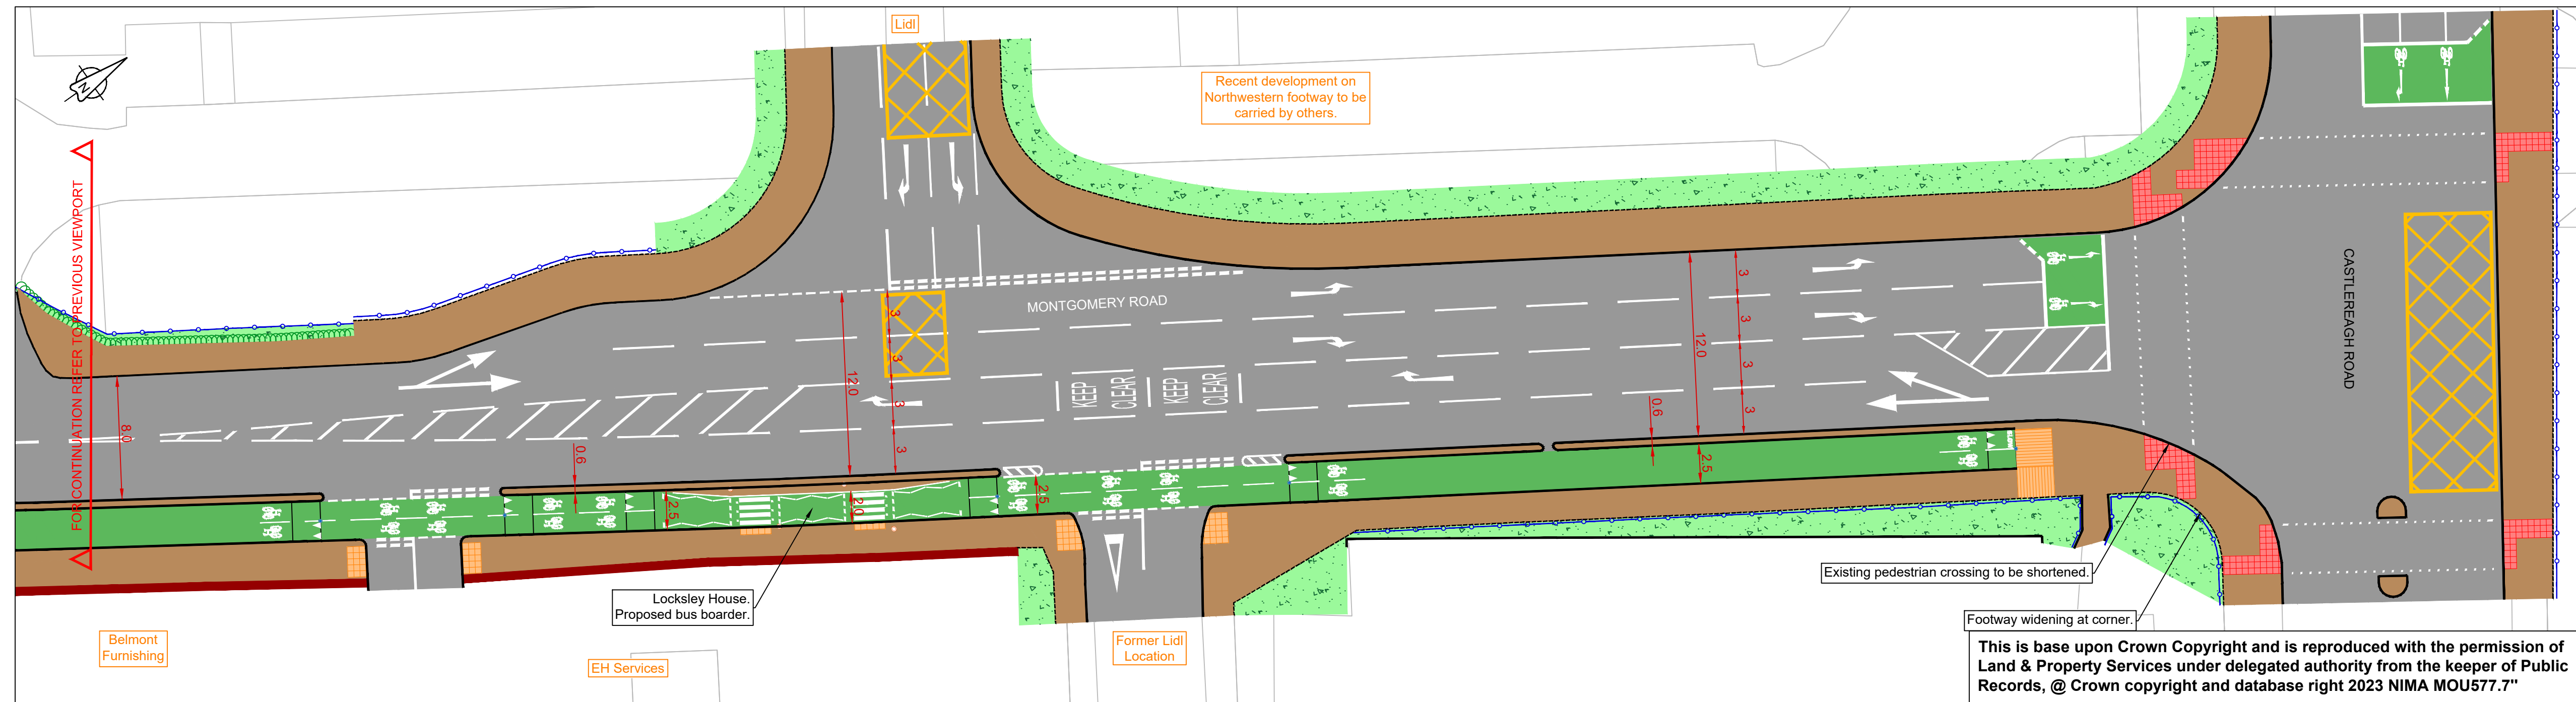 Lidl
Recent development on
Northwestern footway to be
carried by others.
N
FOR CONTINUATION REFER TO PREVIOUS VIEWPORT
MONTGOMERY ROAD
CASTLEREAGH ROAD
8.0
0.6
2.5
2.0
12.0
3
3
3
3
2.5
KEEP
CLEAR
KEEP
CLEAR
0.6
12.0
2.5
3
3
3
3
SLOW
Locksley House.
Proposed bus boarder.
Existing pedestrian crossing to be shortened.
Footway widening at corner.
Belmont
Furnishing
EH Services
Former Lidl
Location
This is base upon Crown Copyright and is reproduced with the permission of
Land & Property Services under delegated authority from the keeper of Public
Records, @ Crown copyright and database right 2023 NIMA MOU577.7"